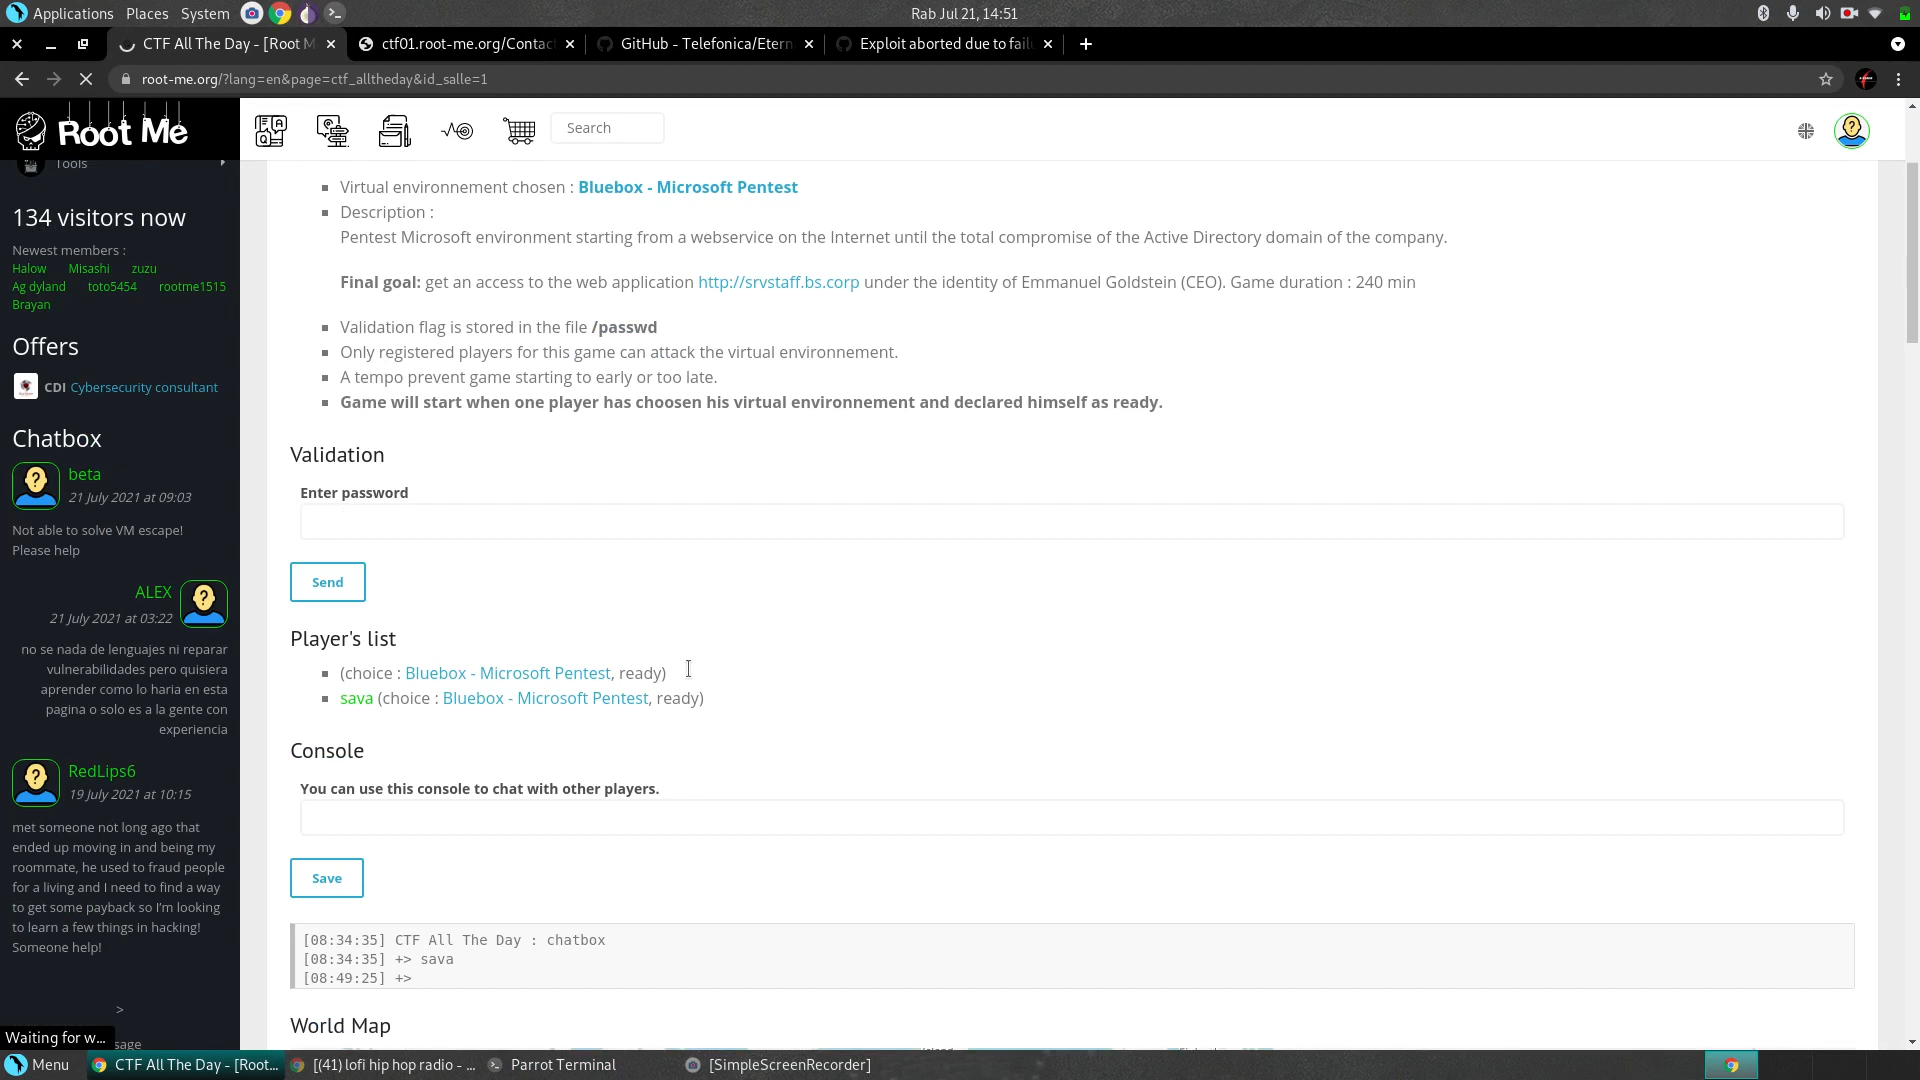 Applications Places System Rab Jul 21, 14:51
CTF All The Day - [Root M ctf01.root-me.org/Contac GitHub - Telefonica/Etern Exploit aborted due to failu
root-me.org/?lang=en&page=ctf_alltheday&id_salle=1
Root Me Search
Tools
134 visitors now
Newest members :
Halow Misashi zuzu
Ag dyland toto5454 rootme1515
Brayan
Offers
CDI Cybersecurity consultant
Chatbox
beta
21 July 2021 at 09:03
Not able to solve VM escape!
Please help
ALEX
21 July 2021 at 03:22
no se nada de lenguajes ni reparar
vulnerabilidades pero quisiera
aprender como lo haria en esta
pagina o solo es a la gente con
experiencia
RedLips6
19 July 2021 at 10:15
met someone not long ago that
ended up moving in and being my
roommate, he used to fraud people
for a living and I need to find a way
to get some payback so I'm looking
to learn a few things in hacking!
Someone help!
>
Waiting for w... sage
Virtual environnement chosen : Bluebox - Microsoft Pentest
Description :
Pentest Microsoft environment starting from a webservice on the Internet until the total compromise of the Active Directory domain of the company.
Final goal: get an access to the web application http://srvstaff.bs.corp under the identity of Emmanuel Goldstein (CEO). Game duration : 240 min
Validation flag is stored in the file /passwd
Only registered players for this game can attack the virtual environnement.
A tempo prevent game starting to early or too late.
Game will start when one player has choosen his virtual environnement and declared himself as ready.
Validation
Enter password
Send
Player's list
(choice : Bluebox - Microsoft Pentest, ready)
sava (choice : Bluebox - Microsoft Pentest, ready)
Console
You can use this console to chat with other players.
Save
[08:34:35] CTF All The Day : chatbox
[08:34:35] +> sava
[08:49:25] +>
World Map
Menu CTF All The Day - [Root... [(41) lofi hip hop radio - ... Parrot Terminal [SimpleScreenRecorder]